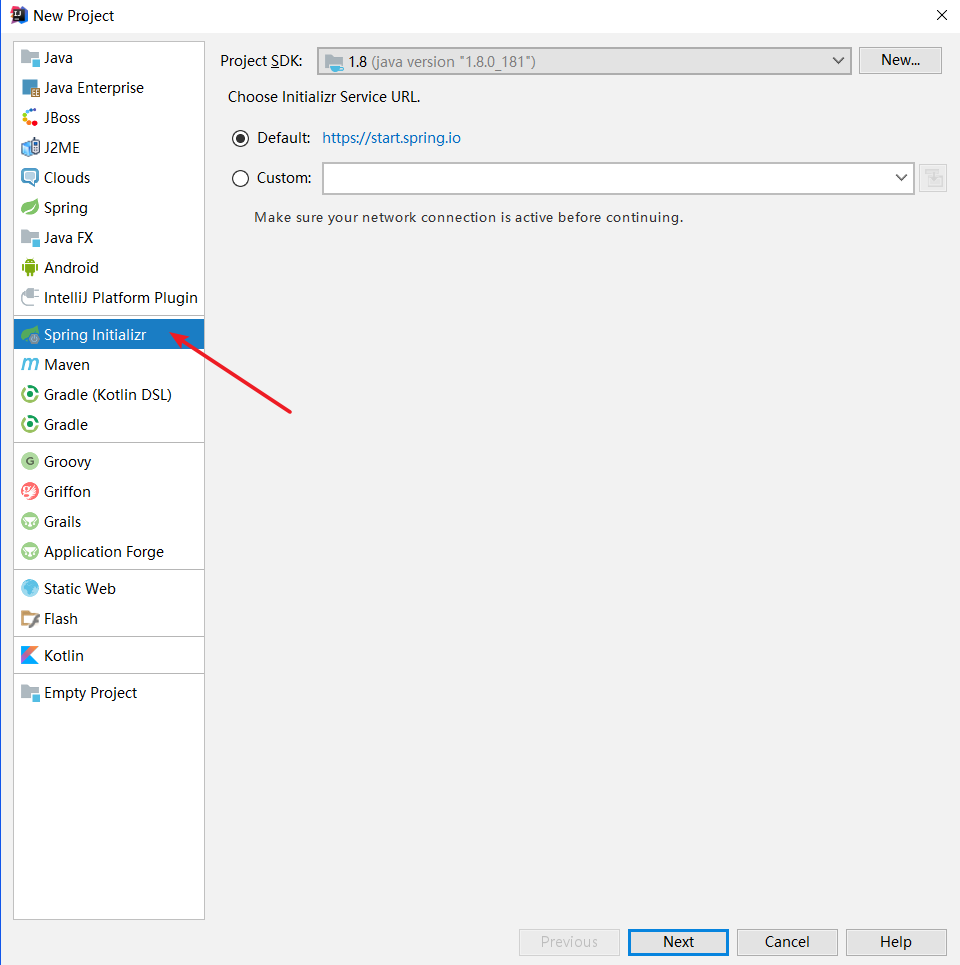 New Project
Java
Java Enterprise
JBoss
J2ME
Clouds
Spring
Java FX
Android
IntelliJ Platform Plugin
Spring Initializr
Maven
Gradle (Kotlin DSL)
Gradle
Groovy
Griffon
Grails
Application Forge
Static Web
Flash
Kotlin
Empty Project
Project SDK: 1.8 (java version "1.8.0_181") New...
Choose Initializr Service URL.
Default: https://start.spring.io
Custom:
Make sure your network connection is active before continuing.
Previous Next Cancel Help